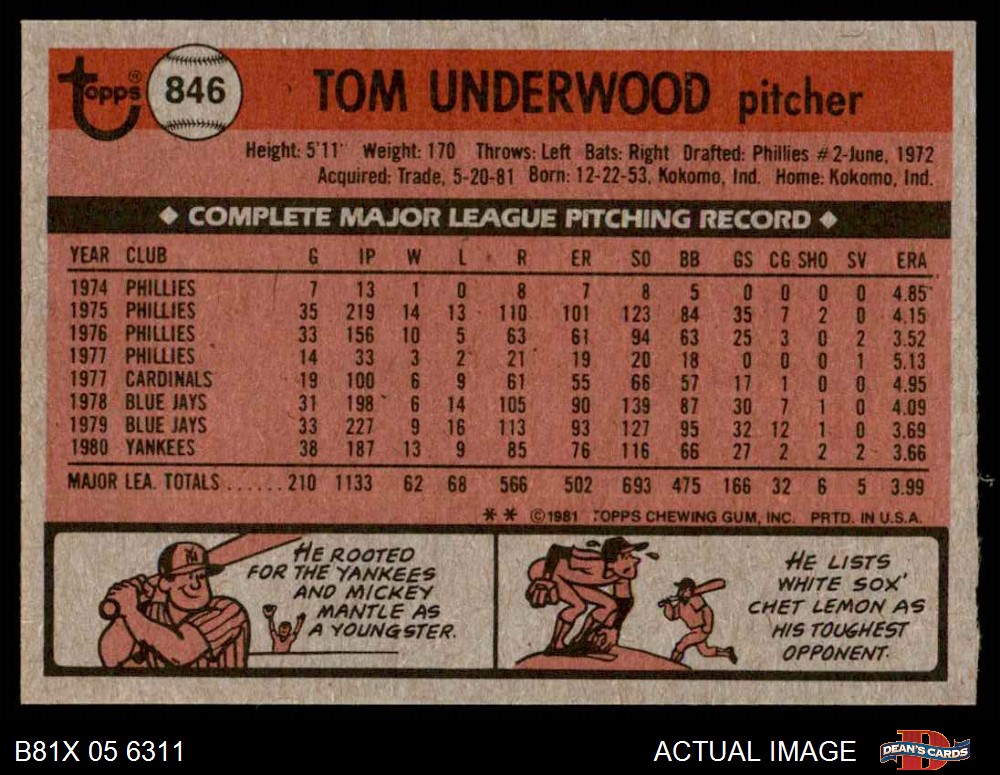 topps® 846 TOM UNDERWOOD pitcher
Height: 5'11" Weight: 170 Throws: Left Bats: Right Drafted: Phillies #2-June, 1972
Acquired: Trade, 5-20-81 Born: 12-22-53, Kokomo, Ind. Home: Kokomo, Ind.
◆ COMPLETE MAJOR LEAGUE PITCHING RECORD ◆
YEAR CLUB G IP W L R ER SO BB GS CG SHO SV ERA
1974 PHILLIES 7 13 1 0 8 7 8 5 0 0 0 0 4.85
1975 PHILLIES 35 219 14 13 110 101 123 84 35 7 2 0 4.15
1976 PHILLIES 33 156 10 5 63 61 94 63 25 3 0 2 3.52
1977 PHILLIES 14 33 3 2 21 19 20 18 0 0 0 1 5.13
1977 CARDINALS 19 100 6 9 61 55 66 57 17 1 0 0 4.95
1978 BLUE JAYS 31 198 6 14 105 90 139 87 30 7 1 0 4.09
1979 BLUE JAYS 33 227 9 16 113 93 127 95 32 12 1 0 3.69
1980 YANKEES 38 187 13 9 85 76 116 66 27 2 2 2 3.66
MAJOR LEA. TOTALS ...... 210 1133 62 68 566 502 693 475 166 32 6 5 3.99
** ©1981 TOPPS CHEWING GUM, INC. PRTD. IN U.S.A.
HE ROOTED
FOR THE YANKEES
AND MICKEY
MANTLE AS
A YOUNGSTER.
HE LISTS
WHITE SOX'
CHET LEMON AS
HIS TOUGHEST
OPPONENT.
B81X 05 6311
ACTUAL IMAGE
DEAN'S CARDS